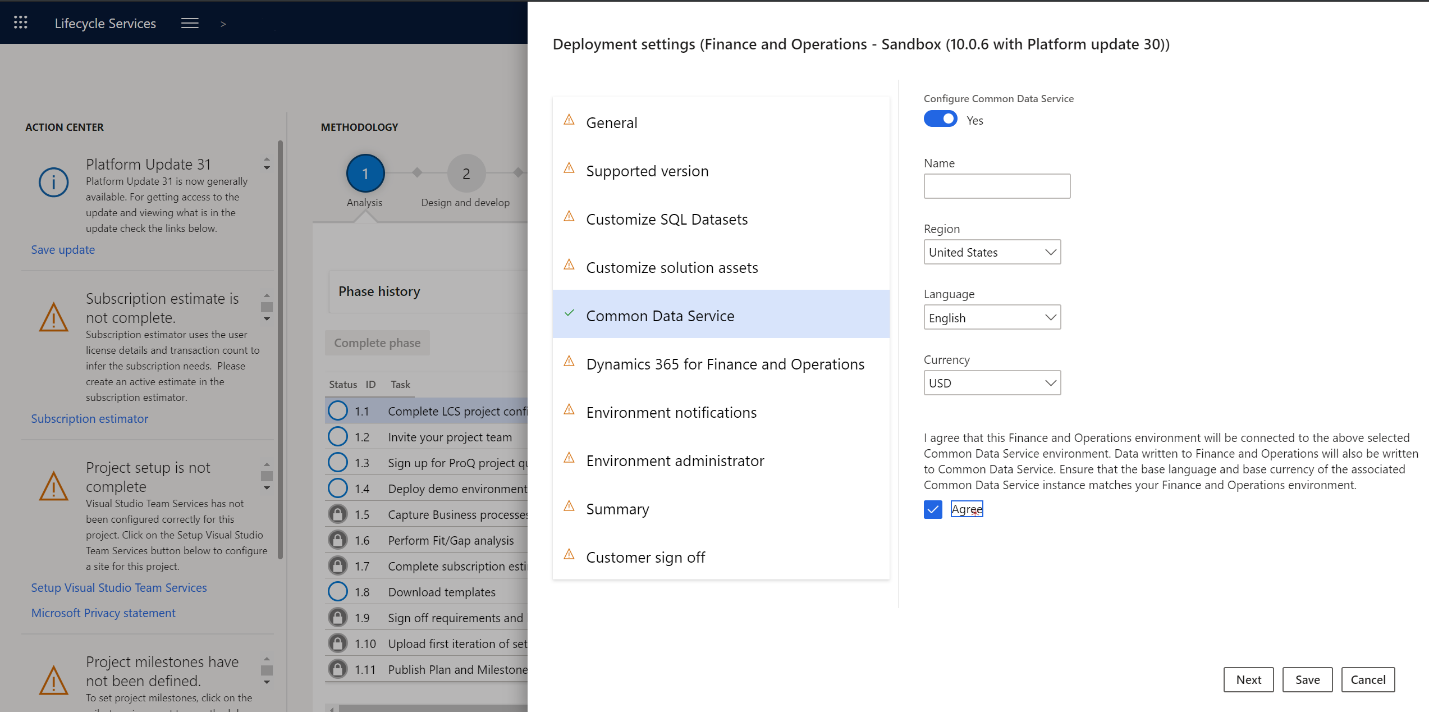 Lifecycle Services
>
ACTION CENTER
Platform Update 31
Platform Update 31 is now generally
available. For getting access to the
update and viewing what is in the
update check the links below.
Save update
Subscription estimate is
not complete.
Subscription estimator uses the user
license details and transaction count to
infer the subscription needs. Please
create an active estimate in the
subscription estimator.
Subscription estimator
Project setup is not
complete
Visual Studio Team Services has not
been configured correctly for this
project. Click on the Setup Visual Studio
Team Services button below to configure
a site for this project.
Setup Visual Studio Team Services
Microsoft Privacy statement
Project milestones have
not been defined.
To set project milestones, click on the
METHODOLOGY
1
Analysis
2
Design and develop
Phase history
Complete phase
Status ID Task
1.1 Complete LCS project confi
1.2 Invite your project team
1.3 Sign up for ProQ project qu
1.4 Deploy demo environment
1.5 Capture Business processes
1.6 Perform Fit/Gap analysis
1.7 Complete subscription esti
1.8 Download templates
1.9 Sign off requirements and
1.10 Upload first iteration of set
1.11 Publish Plan and Milestone
Deployment settings (Finance and Operations - Sandbox (10.0.6 with Platform update 30))
General
Supported version
Customize SQL Datasets
Customize solution assets
Common Data Service
Dynamics 365 for Finance and Operations
Environment notifications
Environment administrator
Summary
Customer sign off
Configure Common Data Service
Yes
Name
Region
United States
Language
English
Currency
USD
I agree that this Finance and Operations environment will be connected to the above selected
Common Data Service environment. Data written to Finance and Operations will also be written
to Common Data Service. Ensure that the base language and base currency of the associated
Common Data Service instance matches your Finance and Operations environment.
Agree
Next Save Cancel